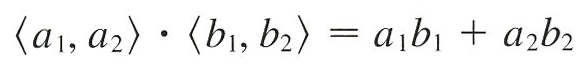 ⟨a₁, a₂⟩ · ⟨b₁, b₂⟩ = a₁b₁ + a₂b₂